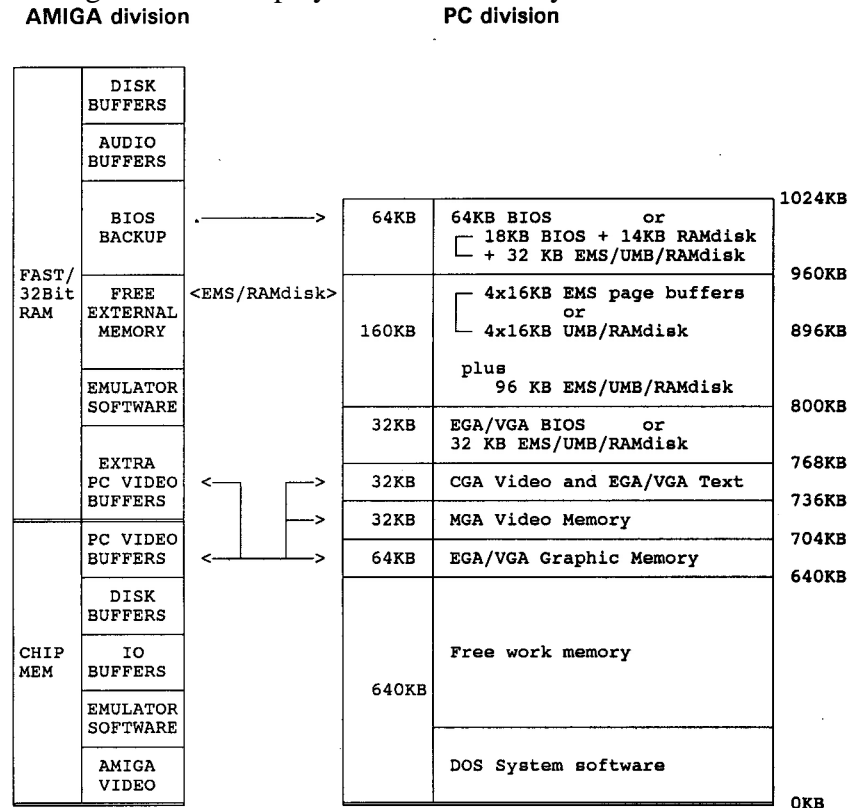 AMIGA division
PC division
DISK
BUFFERS
AUDIO
BUFFERS
BIOS
BACKUP
FAST/
32Bit
RAM
FREE
EXTERNAL
MEMORY
<EMS/RAMdisk>
EMULATOR
SOFTWARE
EXTRA
PC VIDEO
BUFFERS
PC VIDEO
BUFFERS
DISK
BUFFERS
CHIP
MEM
IO
BUFFERS
EMULATOR
SOFTWARE
AMIGA
VIDEO
1024KB
64KB
64KB BIOS or
18KB BIOS + 14KB RAMdisk
+ 32 KB EMS/UMB/RAMdisk
960KB
160KB
4x16KB EMS page buffers
or
4x16KB UMB/RAMdisk
896KB
plus
96 KB EMS/UMB/RAMdisk
800KB
32KB
EGA/VGA BIOS or
32 KB EMS/UMB/RAMdisk
768KB
32KB
CGA Video and EGA/VGA Text
736KB
32KB
MGA Video Memory
704KB
64KB
EGA/VGA Graphic Memory
640KB
640KB
Free work memory
DOS System software
0KB